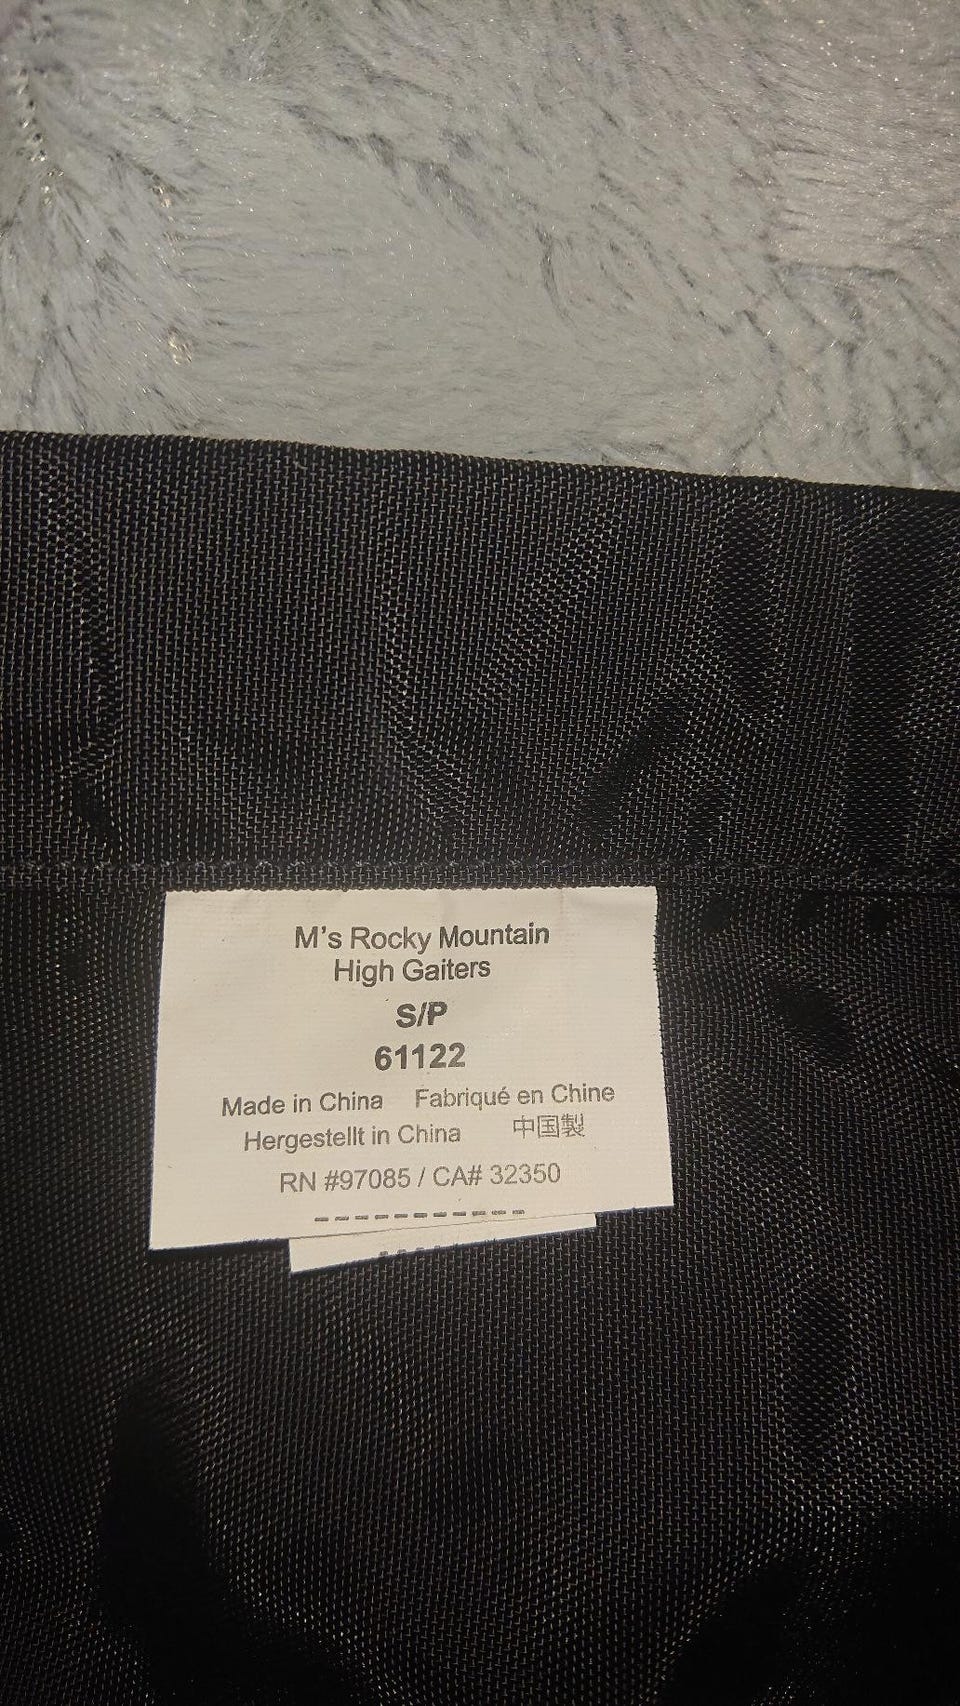 M's Rocky Mountain
High Gaiters
S/P
61122
Made in China Fabriqué en Chine
Hergestellt in China 中国製
RN #97085 / CA# 32350